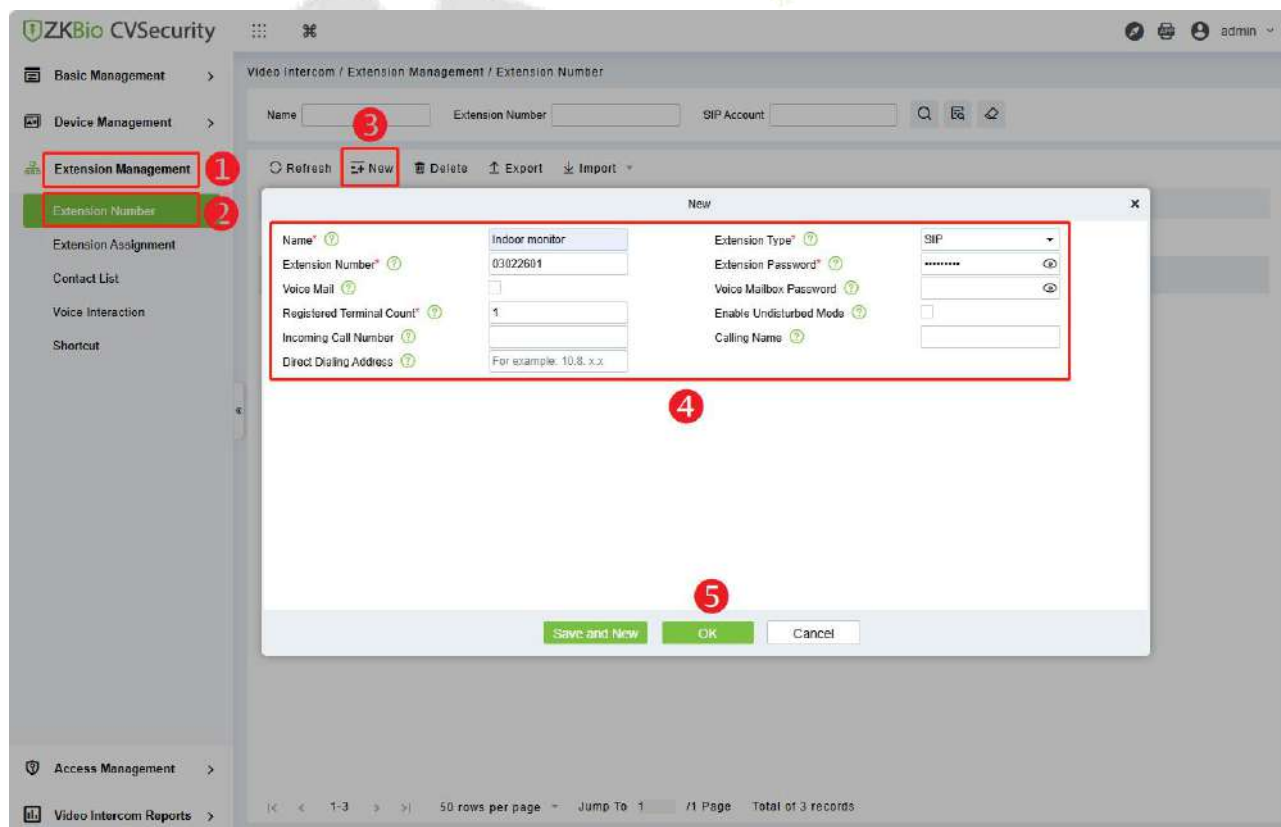 ZKBio CVSecurity
admin
Basic Management
Video Intercom / Extension Management / Extension Number
Device Management
Name Extension Number SIP Account
3
Extension Management 1
Refresh New Delete Export Import
Extension Number 2
New
Extension Assignment
Contact List
Voice Interaction
Shortcut
Name* Indoor monitor Extension Type* SIP
Extension Number* 03022601 Extension Password* ·········
Voice Mail Voice Mailbox Password
Registered Terminal Count* 1 Enable Undisturbed Mode
Incoming Call Number Calling Name
Direct Dialing Address For example: 10.8. x.x
4
5
Save and New OK Cancel
Access Management
Video Intercom Reports
1-3 50 rows per page Jump To 1 /1 Page Total of 3 records